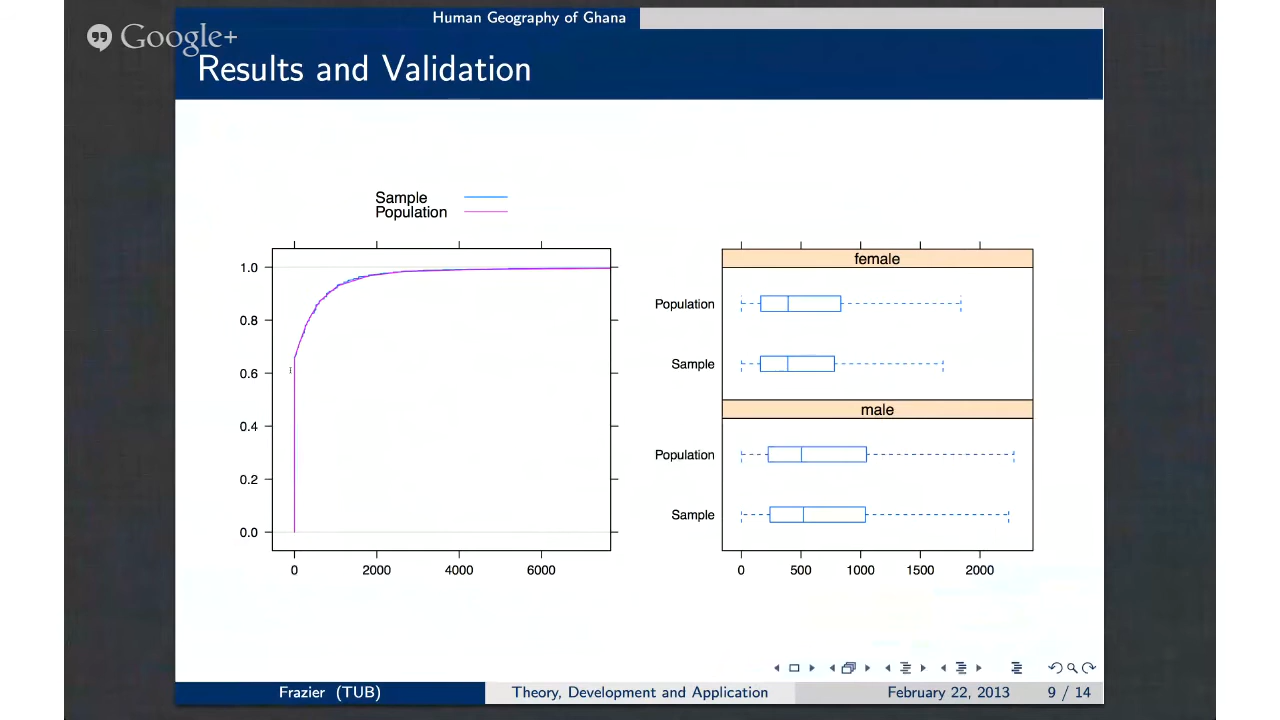 Human Geography of Ghana
Google+
Results and Validation
Sample
Population
1.0
0.8
0.6
0.4
0.2
0.0
0 2000 4000 6000
female
Population
Sample
male
Population
Sample
0 500 1000 1500 2000
Frazier (TUB) Theory, Development and Application February 22, 2013 9 / 14